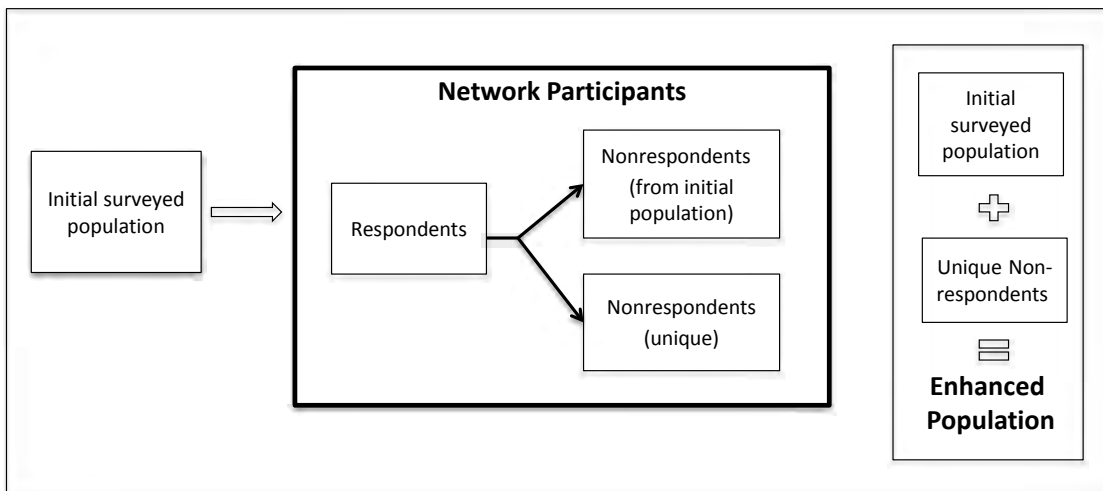 Network Participants
Initial surveyed
population
Respondents
Nonrespondents
(from initial
population)
Nonrespondents
(unique)
Initial
surveyed
population
Unique Non-
respondents
Enhanced
Population